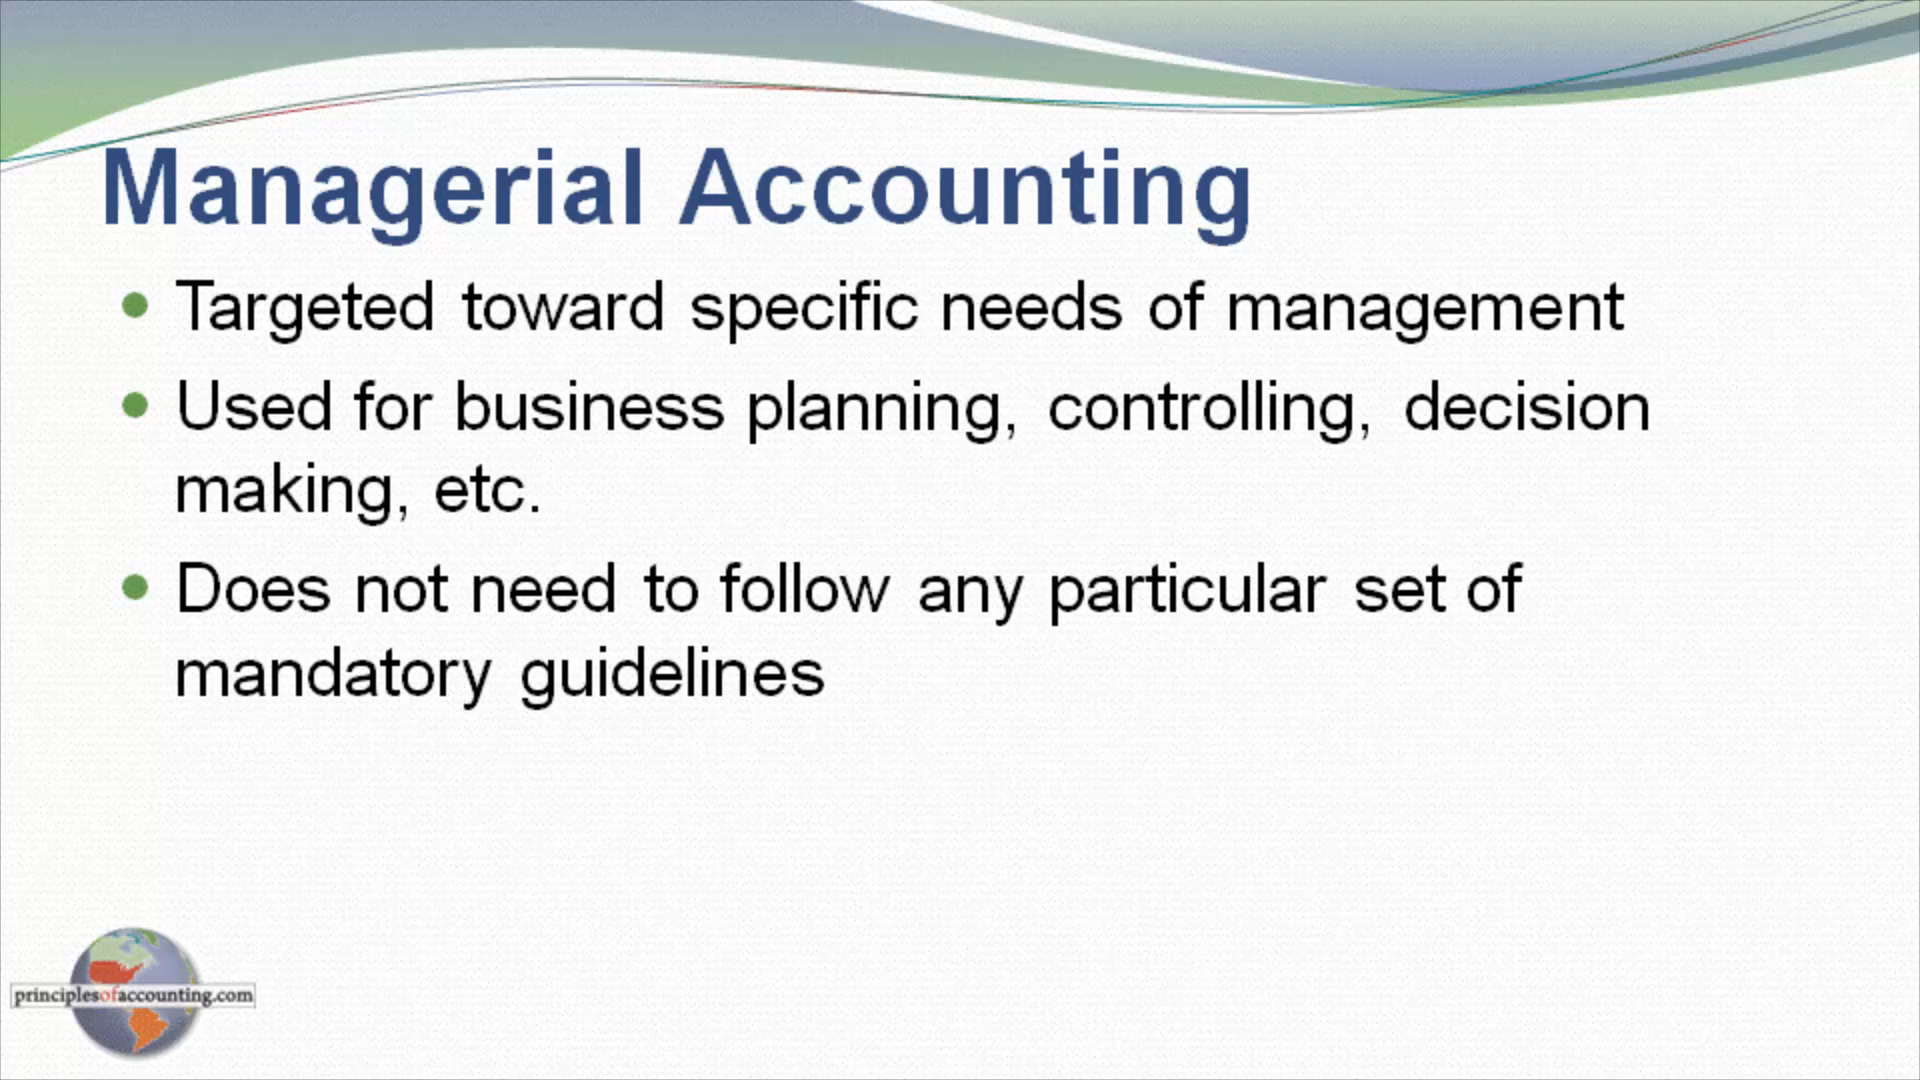 Managerial Accounting
Targeted toward specific needs of management
Used for business planning, controlling, decision
making, etc.
Does not need to follow any particular set of
mandatory guidelines
principlesofaccounting.com